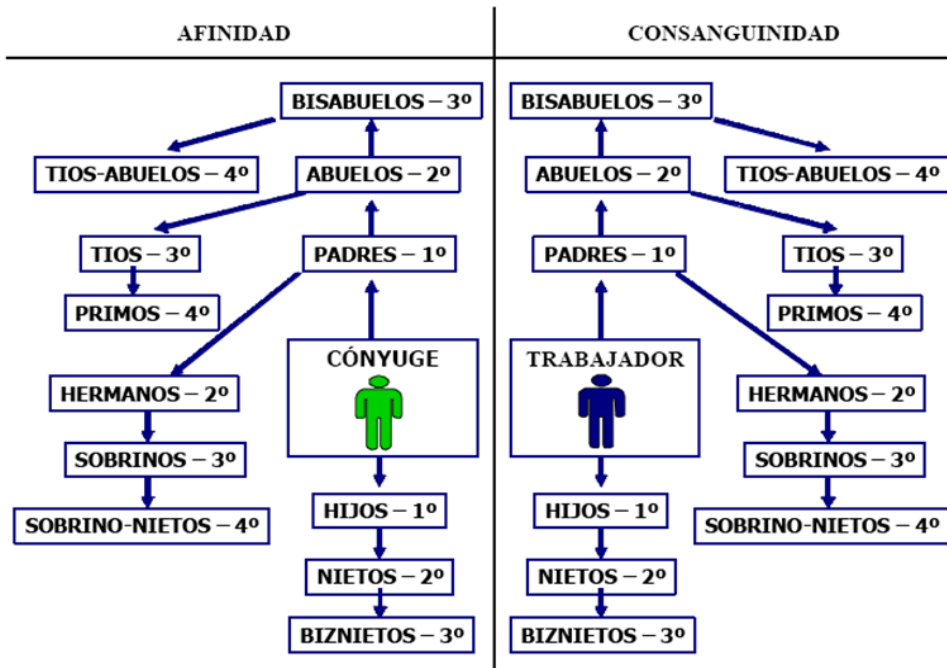 AFINIDAD
CONSANGUINIDAD
BISABUELOS – 3º
BISABUELOS – 3º
TIOS-ABUELOS – 4º
ABUELOS – 2º
ABUELOS – 2º
TIOS-ABUELOS – 4º
TIOS – 3º
PADRES – 1º
PADRES – 1º
TIOS – 3º
PRIMOS – 4º
PRIMOS – 4º
CÓNYUGE
TRABAJADOR
HERMANOS – 2º
HERMANOS – 2º
SOBRINOS – 3º
SOBRINOS – 3º
HIJOS – 1º
HIJOS – 1º
SOBRINO-NIETOS – 4º
SOBRINO-NIETOS – 4º
NIETOS – 2º
NIETOS – 2º
BIZNIETOS – 3º
BIZNIETOS – 3º